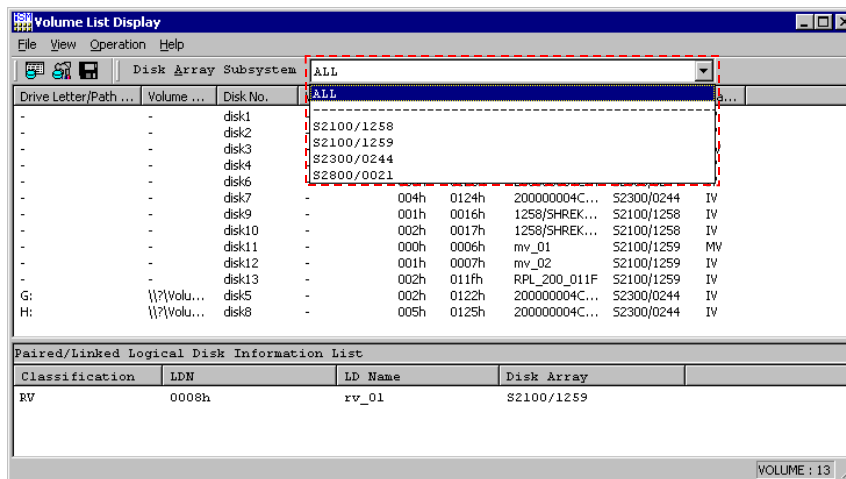 Volume List Display
File View Operation Help
Disk Array Subsystem ALL
Drive Letter/Path ... Volume ... Disk No.
ALL
S2100/1258
S2100/1259
S2300/0244
S2800/0021
- - disk1
- - disk2
- - disk3
- - disk4
- - disk6
- - disk7 - 004h 0124h 200000004C... S2300/0244 IV
- - disk9 - 001h 0016h 1258/SHREK... S2100/1258 IV
- - disk10 - 002h 0017h 1258/SHREK... S2100/1258 IV
- - disk11 - 000h 0006h mv_01 S2100/1259 MV
- - disk12 - 001h 0007h mv_02 S2100/1259 IV
- - disk13 - 002h 011fh RPL_200_011F S2100/1259 IV
G: \\?\Volu... disk5 - 002h 0122h 200000004C... S2300/0244 IV
H: \\?\Volu... disk8 - 005h 0125h 200000004C... S2300/0244 IV
Paired/Linked Logical Disk Information List
Classification LDN LD Name Disk Array
RV 0008h rv_01 S2100/1259
VOLUME : 13